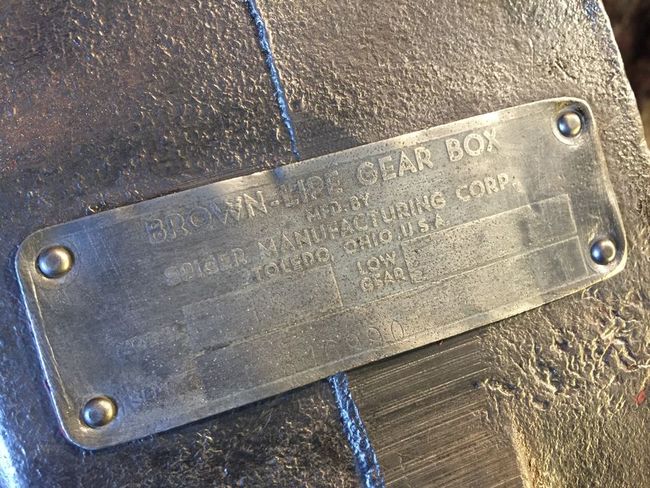 BROWN-LIPE GEAR BOX
MFD. BY
SPICER MANUFACTURING CORP.
TOLEDO, OHIO, U.S.A.
LOW
GEAR